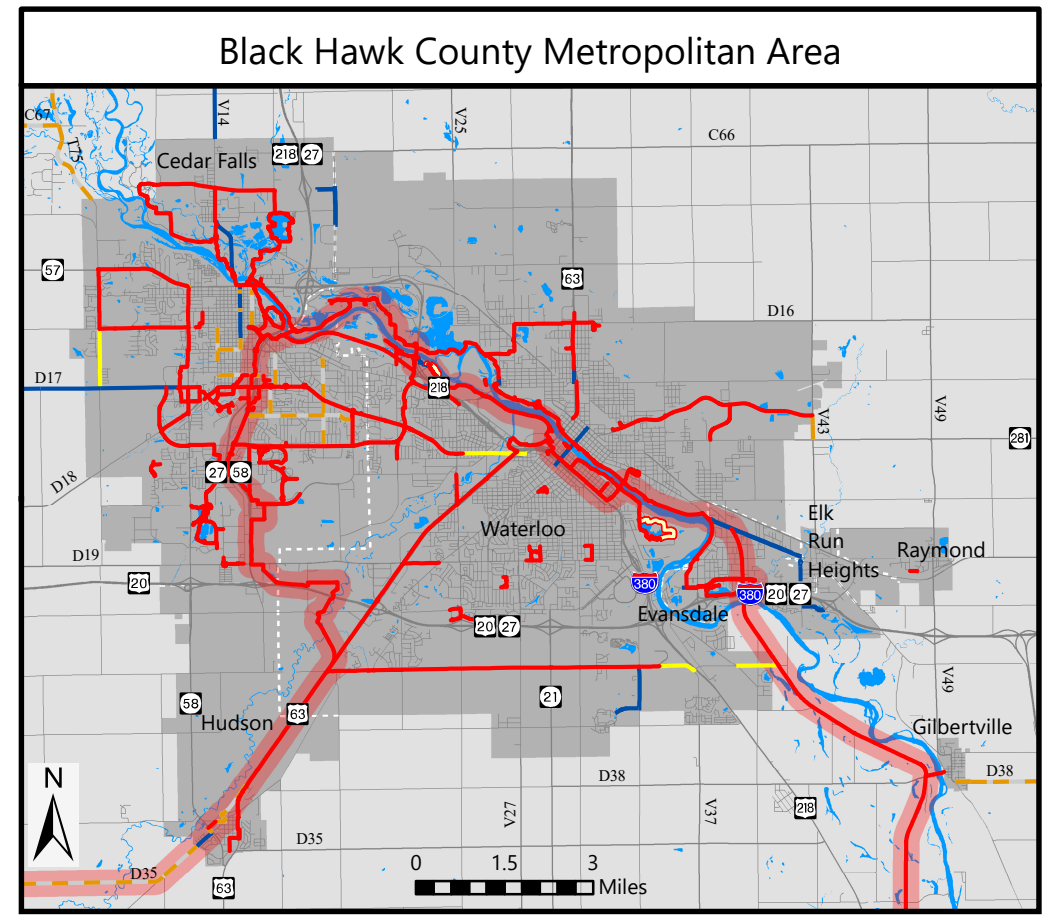 Black Hawk County Metropolitan Area
C67
T75
V14
V25
C66
Cedar Falls
218 27
57
63
D16
D17
218
V43
V49
281
27 58
D18
Waterloo
Elk
Run
Heights
Raymond
D19
20
380
380 20 27
Evansdale
20 27
58
21
V49
Hudson
63
Gilbertville
N
D38
D38
V27
V37
218
D35
D35
63
0 1.5 3
Miles